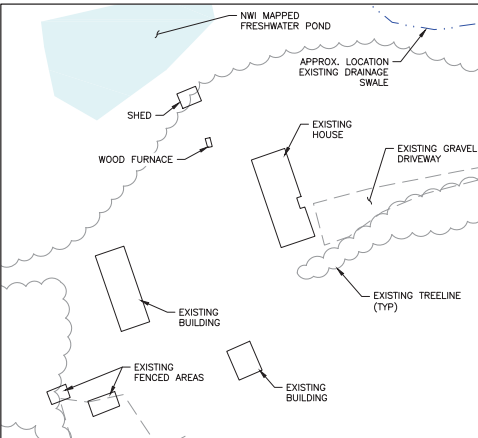 NWI MAPPED
FRESHWATER POND
APPROX. LOCATION
EXISTING DRAINAGE
SWALE
SHED
EXISTING
HOUSE
WOOD FURNACE
EXISTING GRAVEL
DRIVEWAY
EXISTING TREELINE
(TYP)
EXISTING
BUILDING
EXISTING
FENCED AREAS
EXISTING
BUILDING